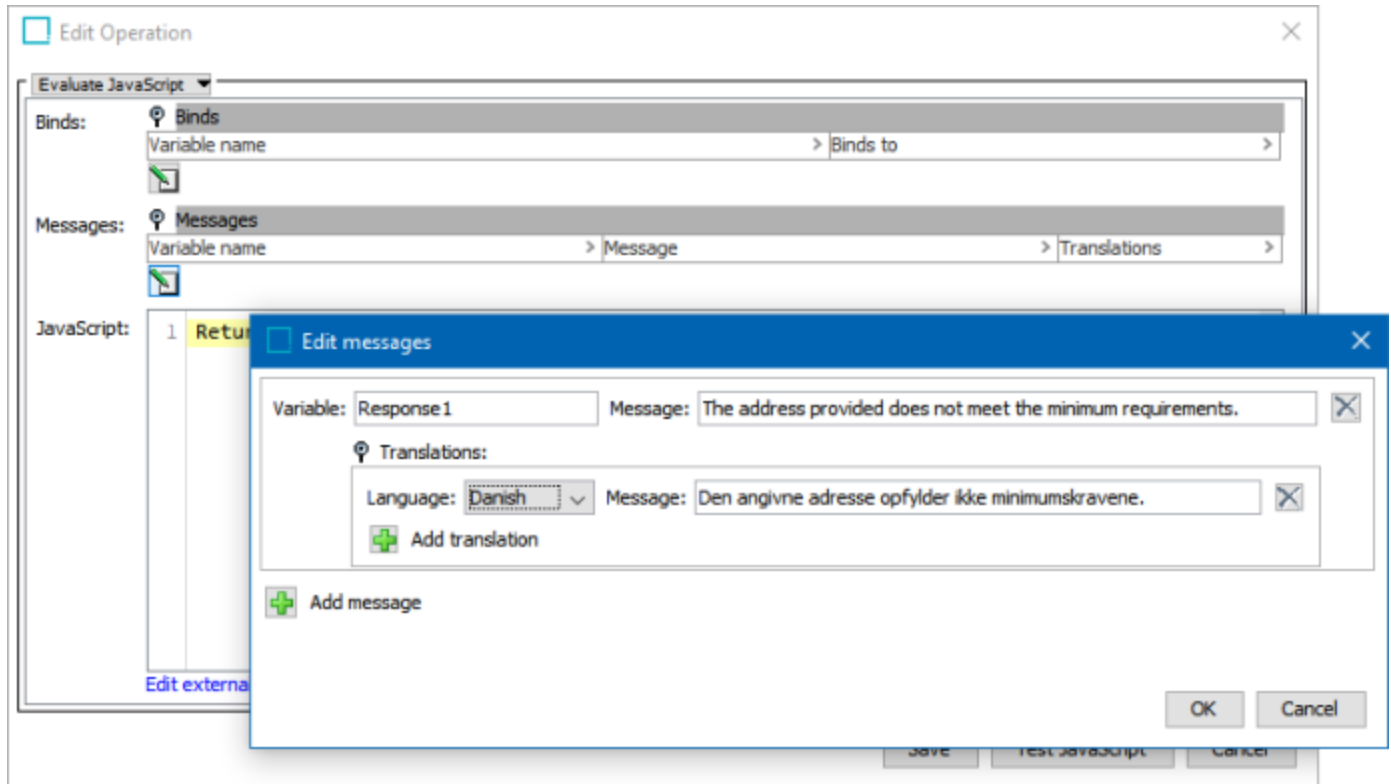 Edit Operation
Evaluate JavaScript
Binds:
Binds
Variable name > Binds to >
Messages:
Messages
Variable name > Message > Translations >
JavaScript:
1 Retur
Edit messages
Variable: Response1 Message: The address provided does not meet the minimum requirements.
Translations:
Language: Danish Message: Den angivne adresse opfylder ikke minimumskravene.
Add translation
Add message
Edit externa
OK Cancel
Save Test JavaScript Cancel